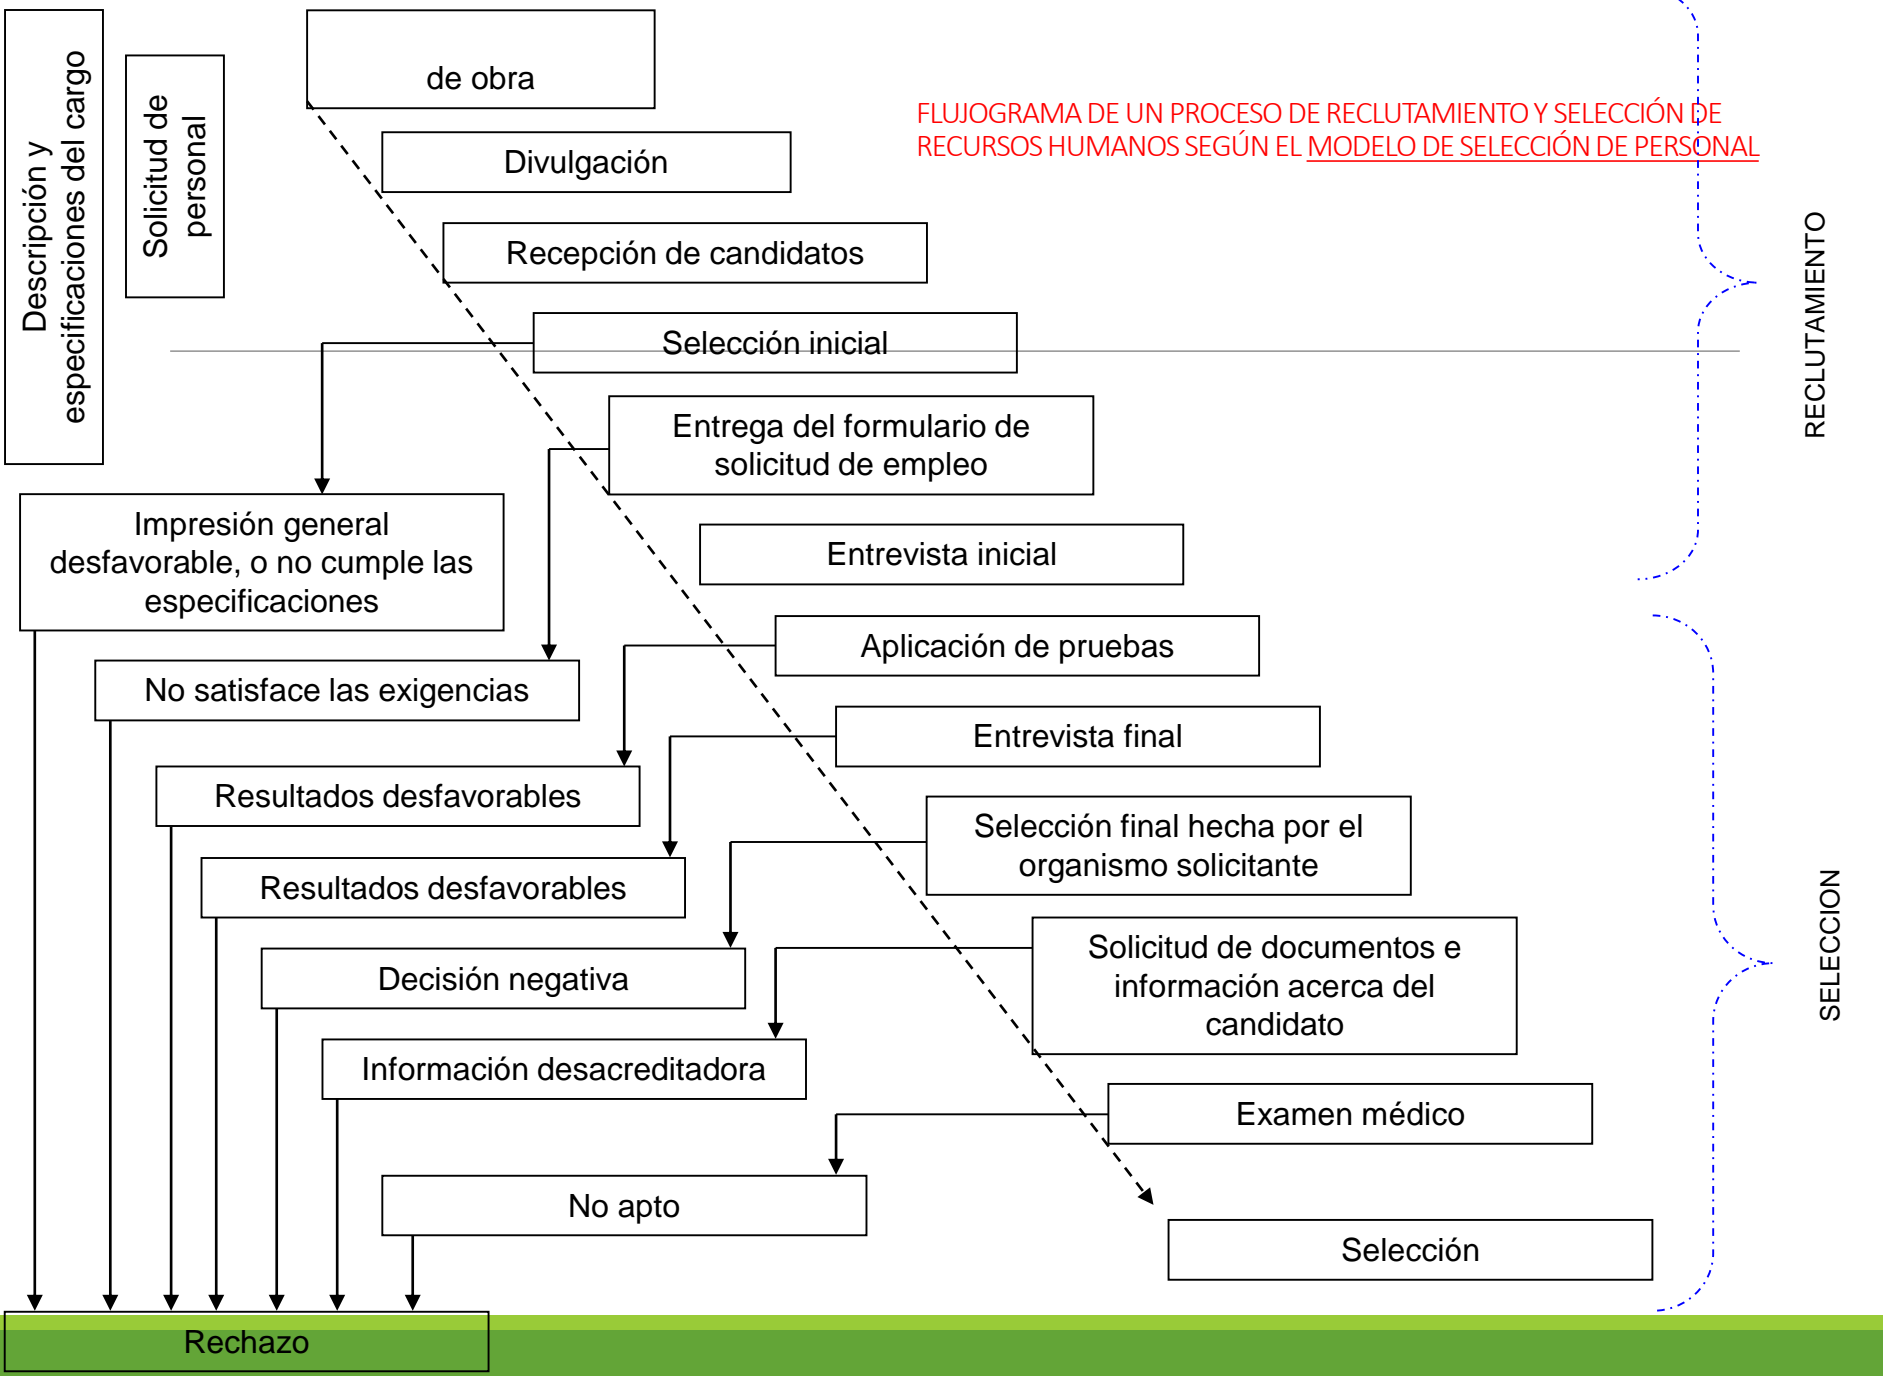 Descripción y
especificaciones del cargo
Solicitud de
personal
de obra
FLUJOGRAMA DE UN PROCESO DE RECLUTAMIENTO Y SELECCIÓN DE
RECURSOS HUMANOS SEGÚN EL MODELO DE SELECCIÓN DE PERSONAL
Divulgación
Recepción de candidatos
RECLUTAMIENTO
Selección inicial
Entrega del formulario de
solicitud de empleo
Impresión general
desfavorable, o no cumple las
especificaciones
Entrevista inicial
Aplicación de pruebas
No satisface las exigencias
Entrevista final
Resultados desfavorables
Selección final hecha por el
organismo solicitante
Resultados desfavorables
SELECCION
Solicitud de documentos e
información acerca del
candidato
Decisión negativa
Información desacreditadora
Examen médico
No apto
Selección
Rechazo